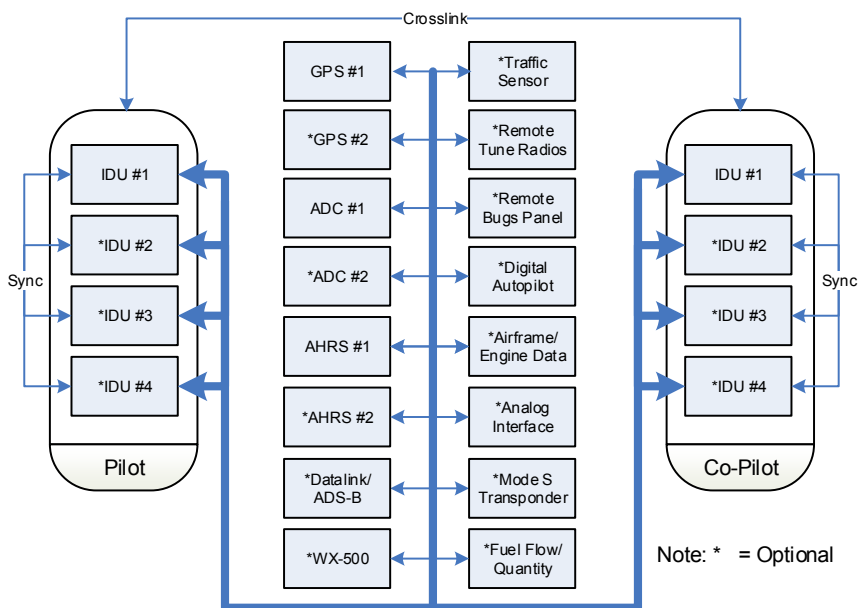 Crosslink
GPS #1
*Traffic
Sensor
*GPS #2
*Remote
Tune Radios
ADC #1
*Remote
Bugs Panel
*ADC #2
*Digital
Autopilot
AHRS #1
*Airframe/
Engine Data
*AHRS #2
*Analog
Interface
*Datalink/
ADS-B
*Mode S
Transponder
*WX-500
*Fuel Flow/
Quantity
IDU #1
*IDU #2
*IDU #3
*IDU #4
Sync
Pilot
IDU #1
*IDU #2
*IDU #3
*IDU #4
Sync
Co-Pilot
Note: * = Optional